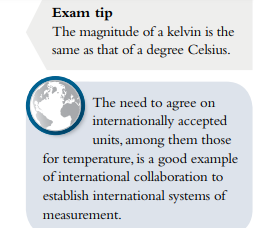 Exam tip
The magnitude of a kelvin is the
same as that of a degree Celsius.
The need to agree on
internationally accepted
units, among them those
for temperature, is a good example
of international collaboration to
establish international systems of
measurement.